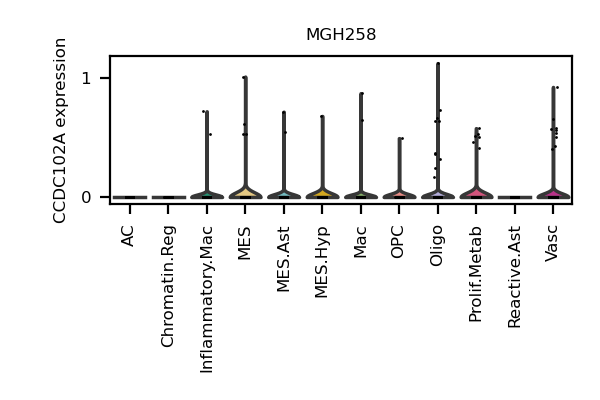 MGH258
CCDC102A expression
1
0
AC
Chromatin.Reg
Inflammatory.Mac
MES
MES.Ast
MES.Hyp
Mac
OPC
Oligo
Prolif.Metab
Reactive.Ast
Vasc